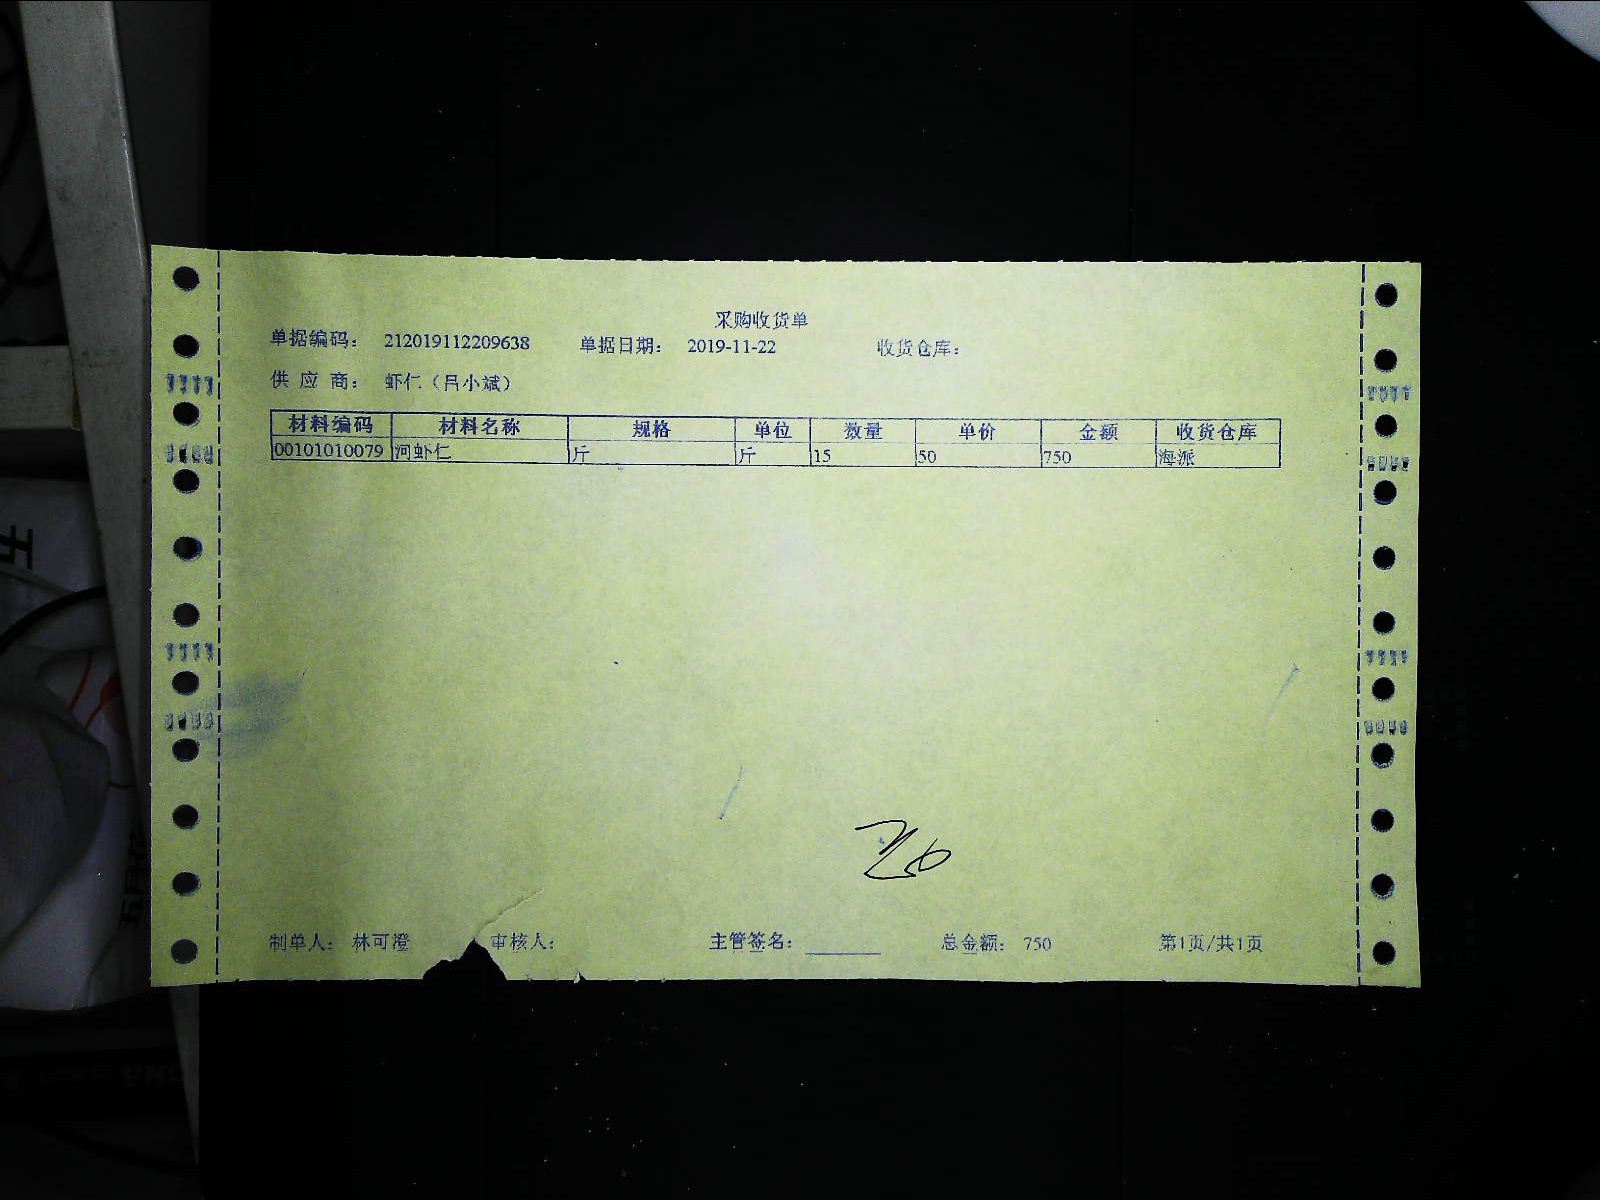 采购收货单
单据编码： 212019112209638 单据日期： 2019-11-22 收货仓库：
供 应 商： 虾仁（吕小斌）
材料编码 材料名称 规格 单位 数量 单价 金额 收货仓库
00101010079 河虾仁 斤 斤 15 50 750 海派
制单人： 林可澄 审核人： 主管签名： 总金额： 750 第1页/共1页